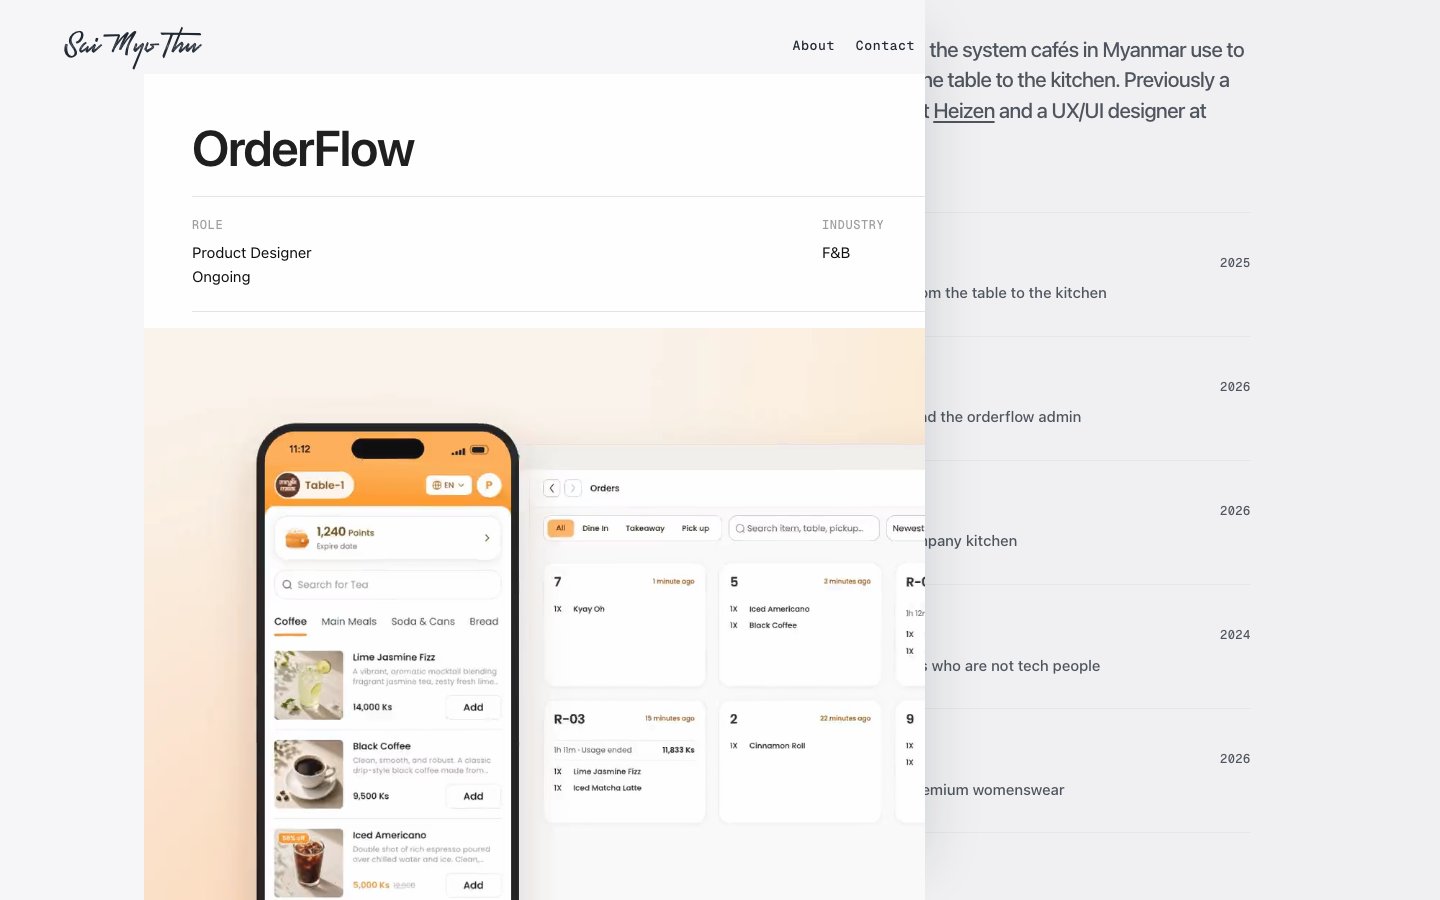 Sai Myo Thu
About
Contact
the system cafés in Myanmar use to
the table to the kitchen. Previously a
Heizen and a UX/UI designer at
OrderFlow
ROLE
Product Designer
Ongoing
INDUSTRY
F&B
2025
the table to the kitchen
2026
the orderflow admin
2026
kitchen
2024
who are not tech people
2026
womenswear
11:12
Table-1
EN
P
1,240 Points
Expire date
Search for Tea
Coffee
Main Meals
Soda & Cans
Bread
Lime Jasmine Fizz
A vibrant, aromatic mocktail blending
fragrant jasmine tea, zesty fresh lime..
14,000 Ks
Add
Black Coffee
Clean, smooth, and robust. A classic
drip-style black coffee made from..
9,500 Ks
Add
50% off
Iced Americano
Double shot of rich espresso poured
over chilled water and ice. Clean,..
5,000 Ks
Add
Orders
All
Dine In
Takeaway
Pick up
Search item, table, pickup...
Newest
7
1 minute ago
1X Kyay Oh
5
2 minutes ago
1X Iced Americano
1X Black Coffee
1X
1X
R-03
15 minutes ago
1h 11m · Usage ended
11,833 Ks
1X Lime Jasmine Fizz
1X Iced Matcha Latte
2
22 minutes ago
1X Cinnamon Roll
9
1X
1X